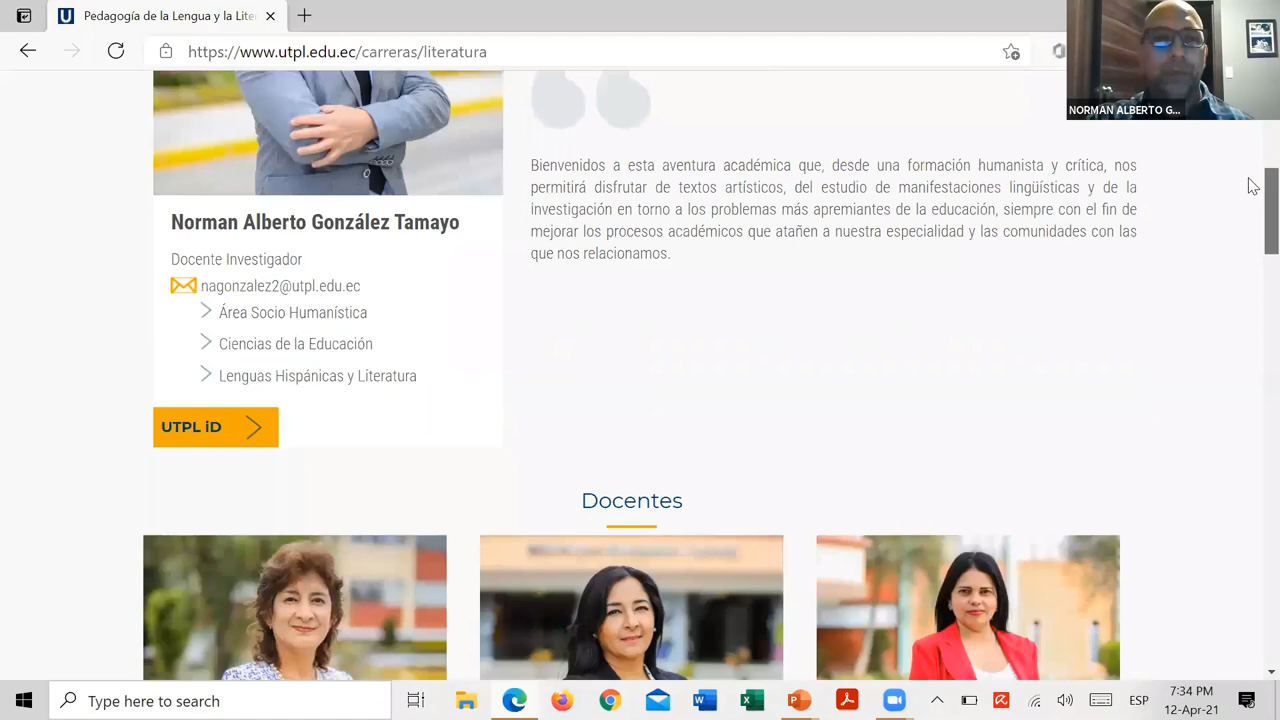 Pedagogía de la Lengua y la Lite
https://www.utpl.edu.ec/carreras/literatura
NORMAN ALBERTO G...
Bienvenidos a esta aventura académica que, desde una formación humanista y crítica, nos
permitirá disfrutar de textos artísticos, del estudio de manifestaciones lingüísticas y de la
investigación en torno a los problemas más apremiantes de la educación, siempre con el fin de
mejorar los procesos académicos que atañen a nuestra especialidad y las comunidades con las
que nos relacionamos.
Norman Alberto González Tamayo
Docente Investigador
nagonzalez2@utpl.edu.ec
Área Socio Humanística
Ciencias de la Educación
Lenguas Hispánicas y Literatura
UTPL iD
Docentes
Type here to search
ESP
7:34 PM
12-Apr-21